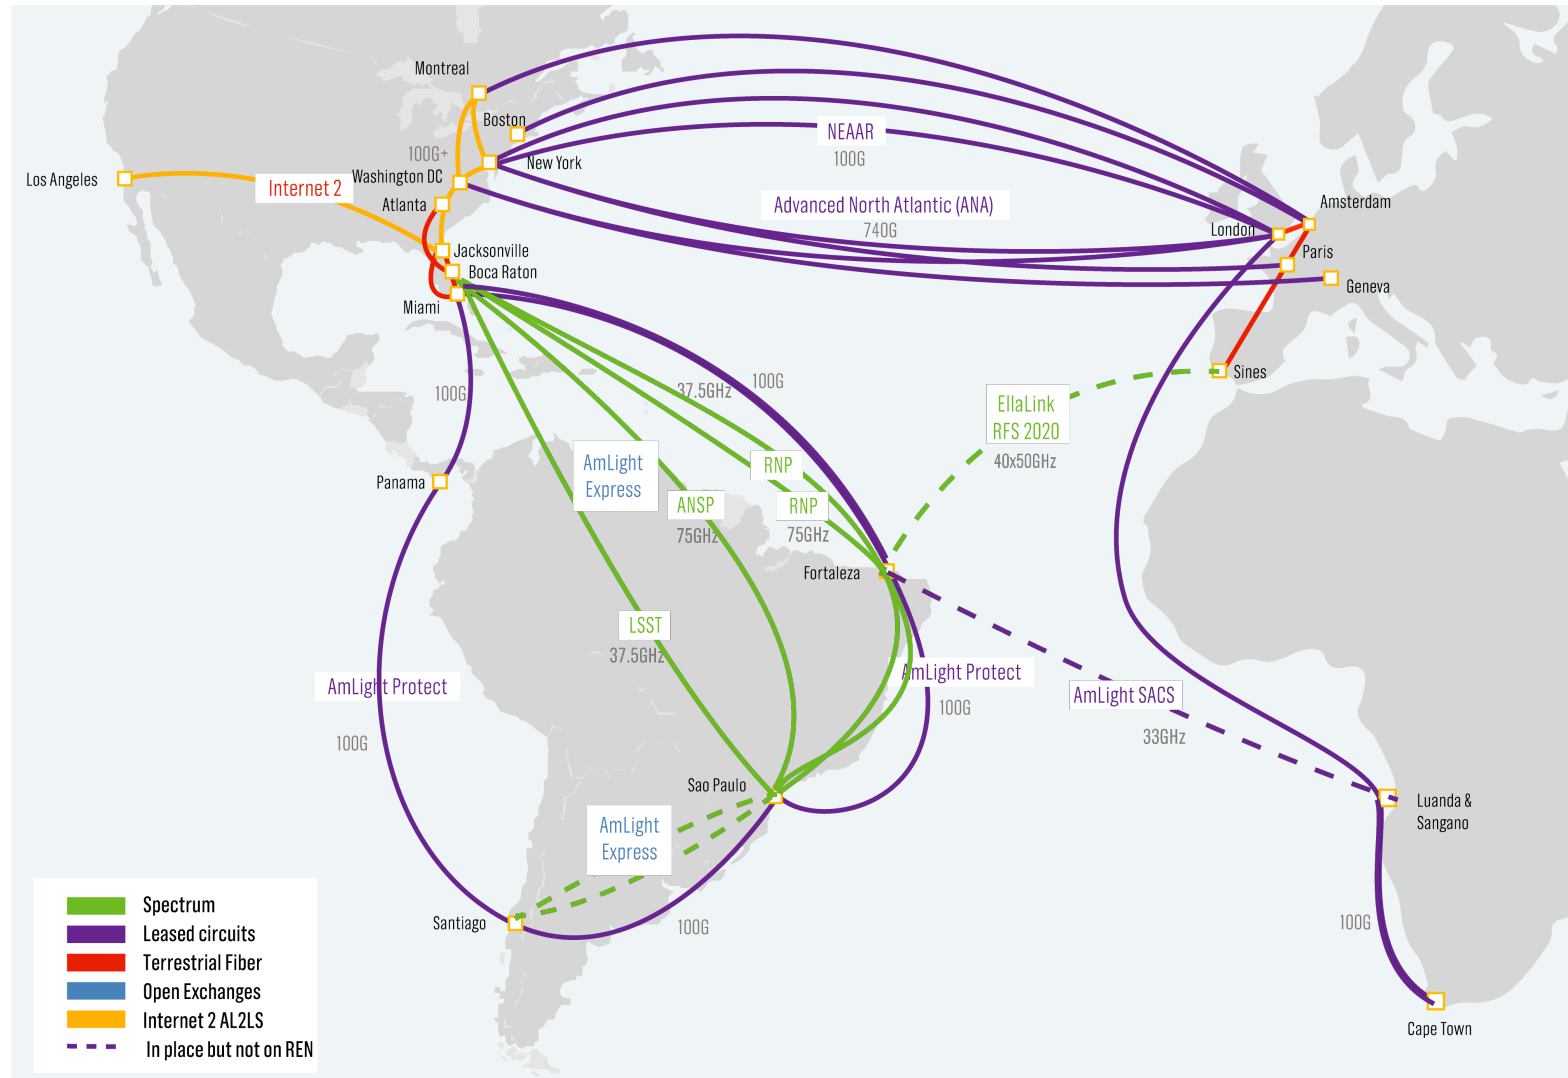 Montreal
Boston
NEAAR
100G+
100G
New York
Washington DC
Los Angeles
Internet 2
Atlanta
Advanced North Atlantic (ANA)
740G
Amsterdam
London
Paris
Jacksonville
Boca Raton
Geneva
Miami
Sines
100G
37.5GHz
100G
EllaLink
RFS 2020
40x50GHz
AmLight
Express
RNP
Panama
ANSP
RNP
75GHz
75GHz
Fortaleza
LSST
37.5GHz
AmLight Protect
AmLight Protect
AmLight SACS
100G
33GHz
100G
Sao Paulo
Luanda &
Sangano
AmLight
Express
Santiago
100G
100G
Cape Town
Spectrum
Leased circuits
Terrestrial Fiber
Open Exchanges
Internet 2 AL2LS
In place but not on REN